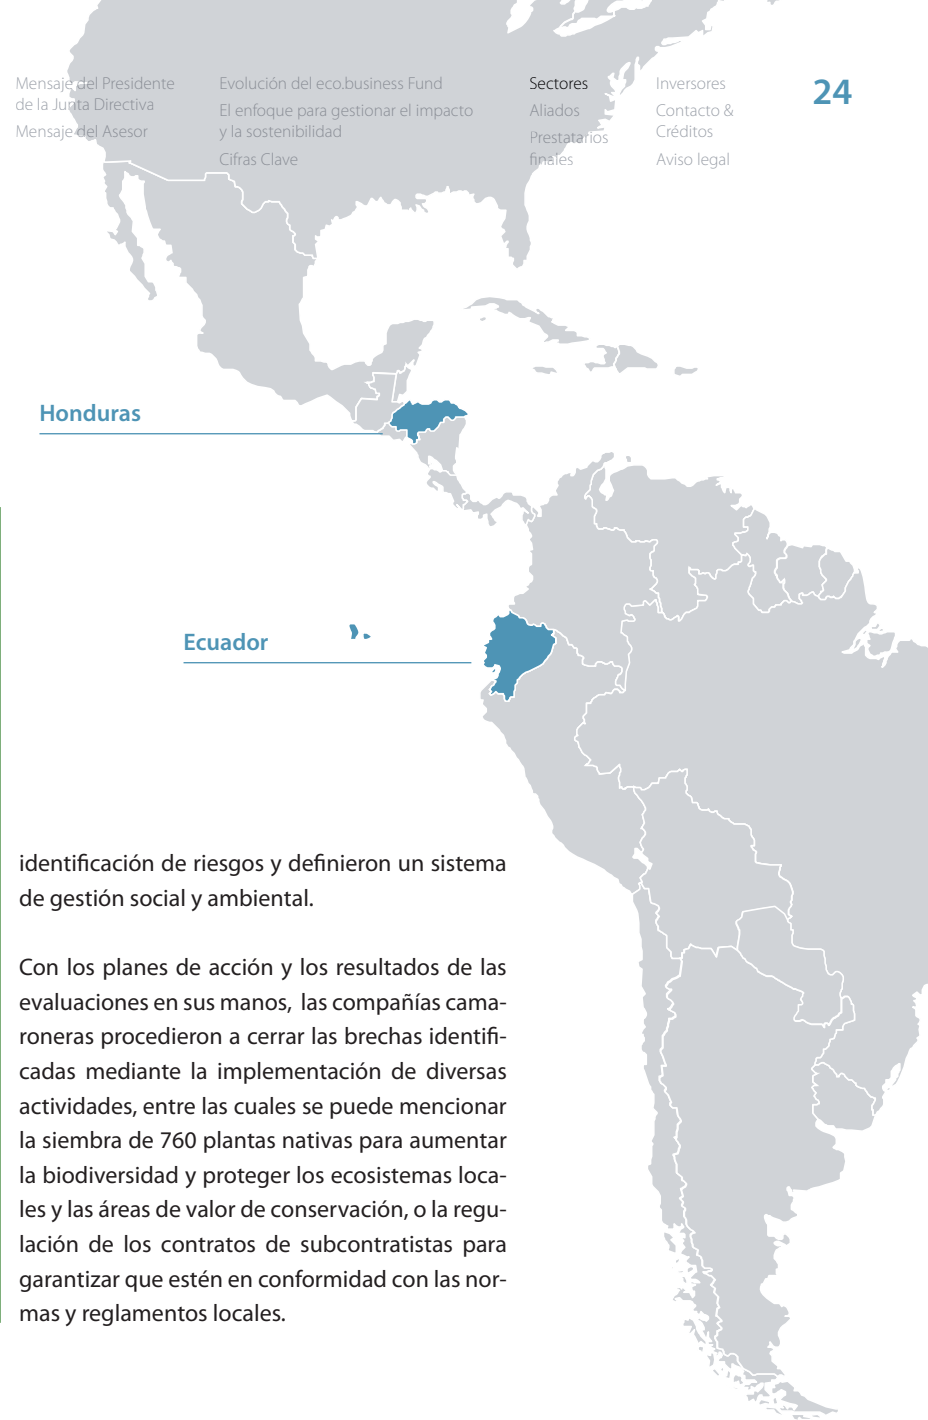 Mensaje del Presidente
de la Junta Directiva
Mensaje del Asesor
Evolución del eco.business Fund
El enfoque para gestionar el impacto
y la sostenibilidad
Cifras Clave
Sectores
Aliados
Prestatarios
finales
Inversores
Contacto &
Créditos
Aviso legal
24
Honduras
Ecuador
identificación de riesgos y definieron un sistema
de gestión social y ambiental.
Con los planes de acción y los resultados de las
evaluaciones en sus manos, las compañías cama-
roneras procedieron a cerrar las brechas identifi-
cadas mediante la implementación de diversas
actividades, entre las cuales se puede mencionar
la siembra de 760 plantas nativas para aumentar
la biodiversidad y proteger los ecosistemas loca-
les y las áreas de valor de conservación, o la regu-
lación de los contratos de subcontratistas para
garantizar que estén en conformidad con las nor-
mas y reglamentos locales.